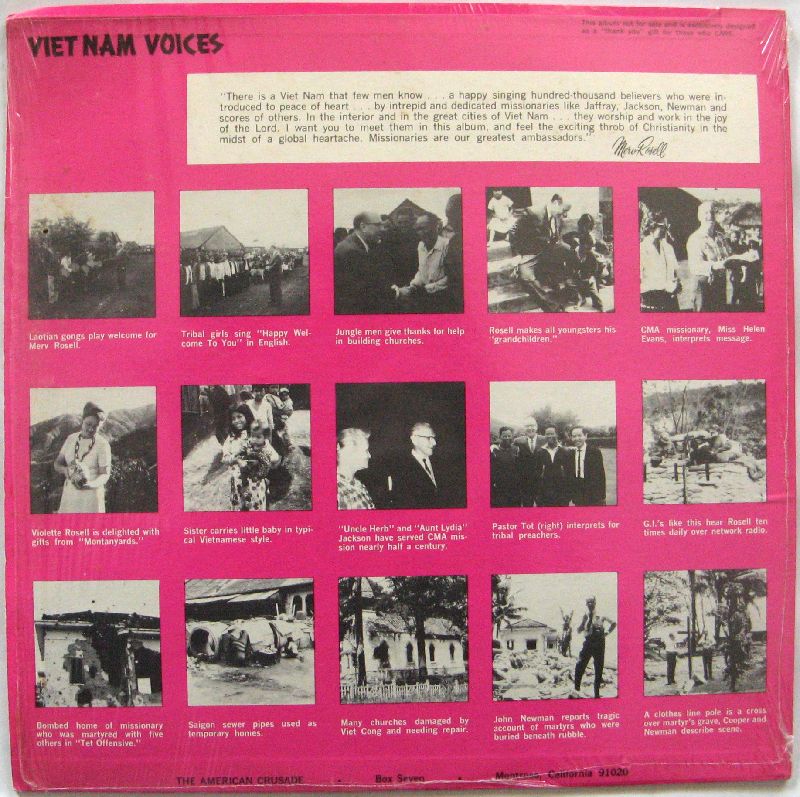 This album not for sale and is exclusively designed
as a "thank you" gift for those who CARE.
VIET NAM VOICES
"There is a Viet Nam that few men know . . . a happy singing hundred-thousand believers who were in-
troduced to peace of heart . . . by intrepid and dedicated missionaries like Jaffray, Jackson, Newman and
scores of others. In the interior and in the great cities of Viet Nam . . . they worship and work in the joy
of the Lord. I want you to meet them in this album, and feel the exciting throb of Christianity in the
midst of a global heartache. Missionaries are our greatest ambassadors."
Merv Rosell
Laotian gongs play welcome for
Merv Rosell.
Tribal girls sing "Happy Wel-
come To You" in English.
Jungle men give thanks for help
in building churches.
Rosell makes all youngsters his
"grandchildren."
CMA missionary, Miss Helen
Evans, interprets message.
Violette Rosell is delighted with
gifts from "Montanyards."
Sister carries little baby in typi-
cal Vietnamese style.
"Uncle Herb" and "Aunt Lydia"
Jackson have served CMA mis-
sion nearly half a century.
Pastor Tot (right) interprets for
tribal preachers.
G.I.'s like this hear Rosell ten
times daily over network radio.
Bombed home of missionary
who was martyred with five
others in "Tet Offensive."
Saigon sewer pipes used as
temporary homes.
Many churches damaged by
Viet Cong and needing repair.
John Newman reports tragic
account of martyrs who were
buried beneath rubble.
A clothes line pole is a cross
over martyr's grave, Cooper and
Newman describe scene.
THE AMERICAN CRUSADE · Box Seven · Montrose, California 91020